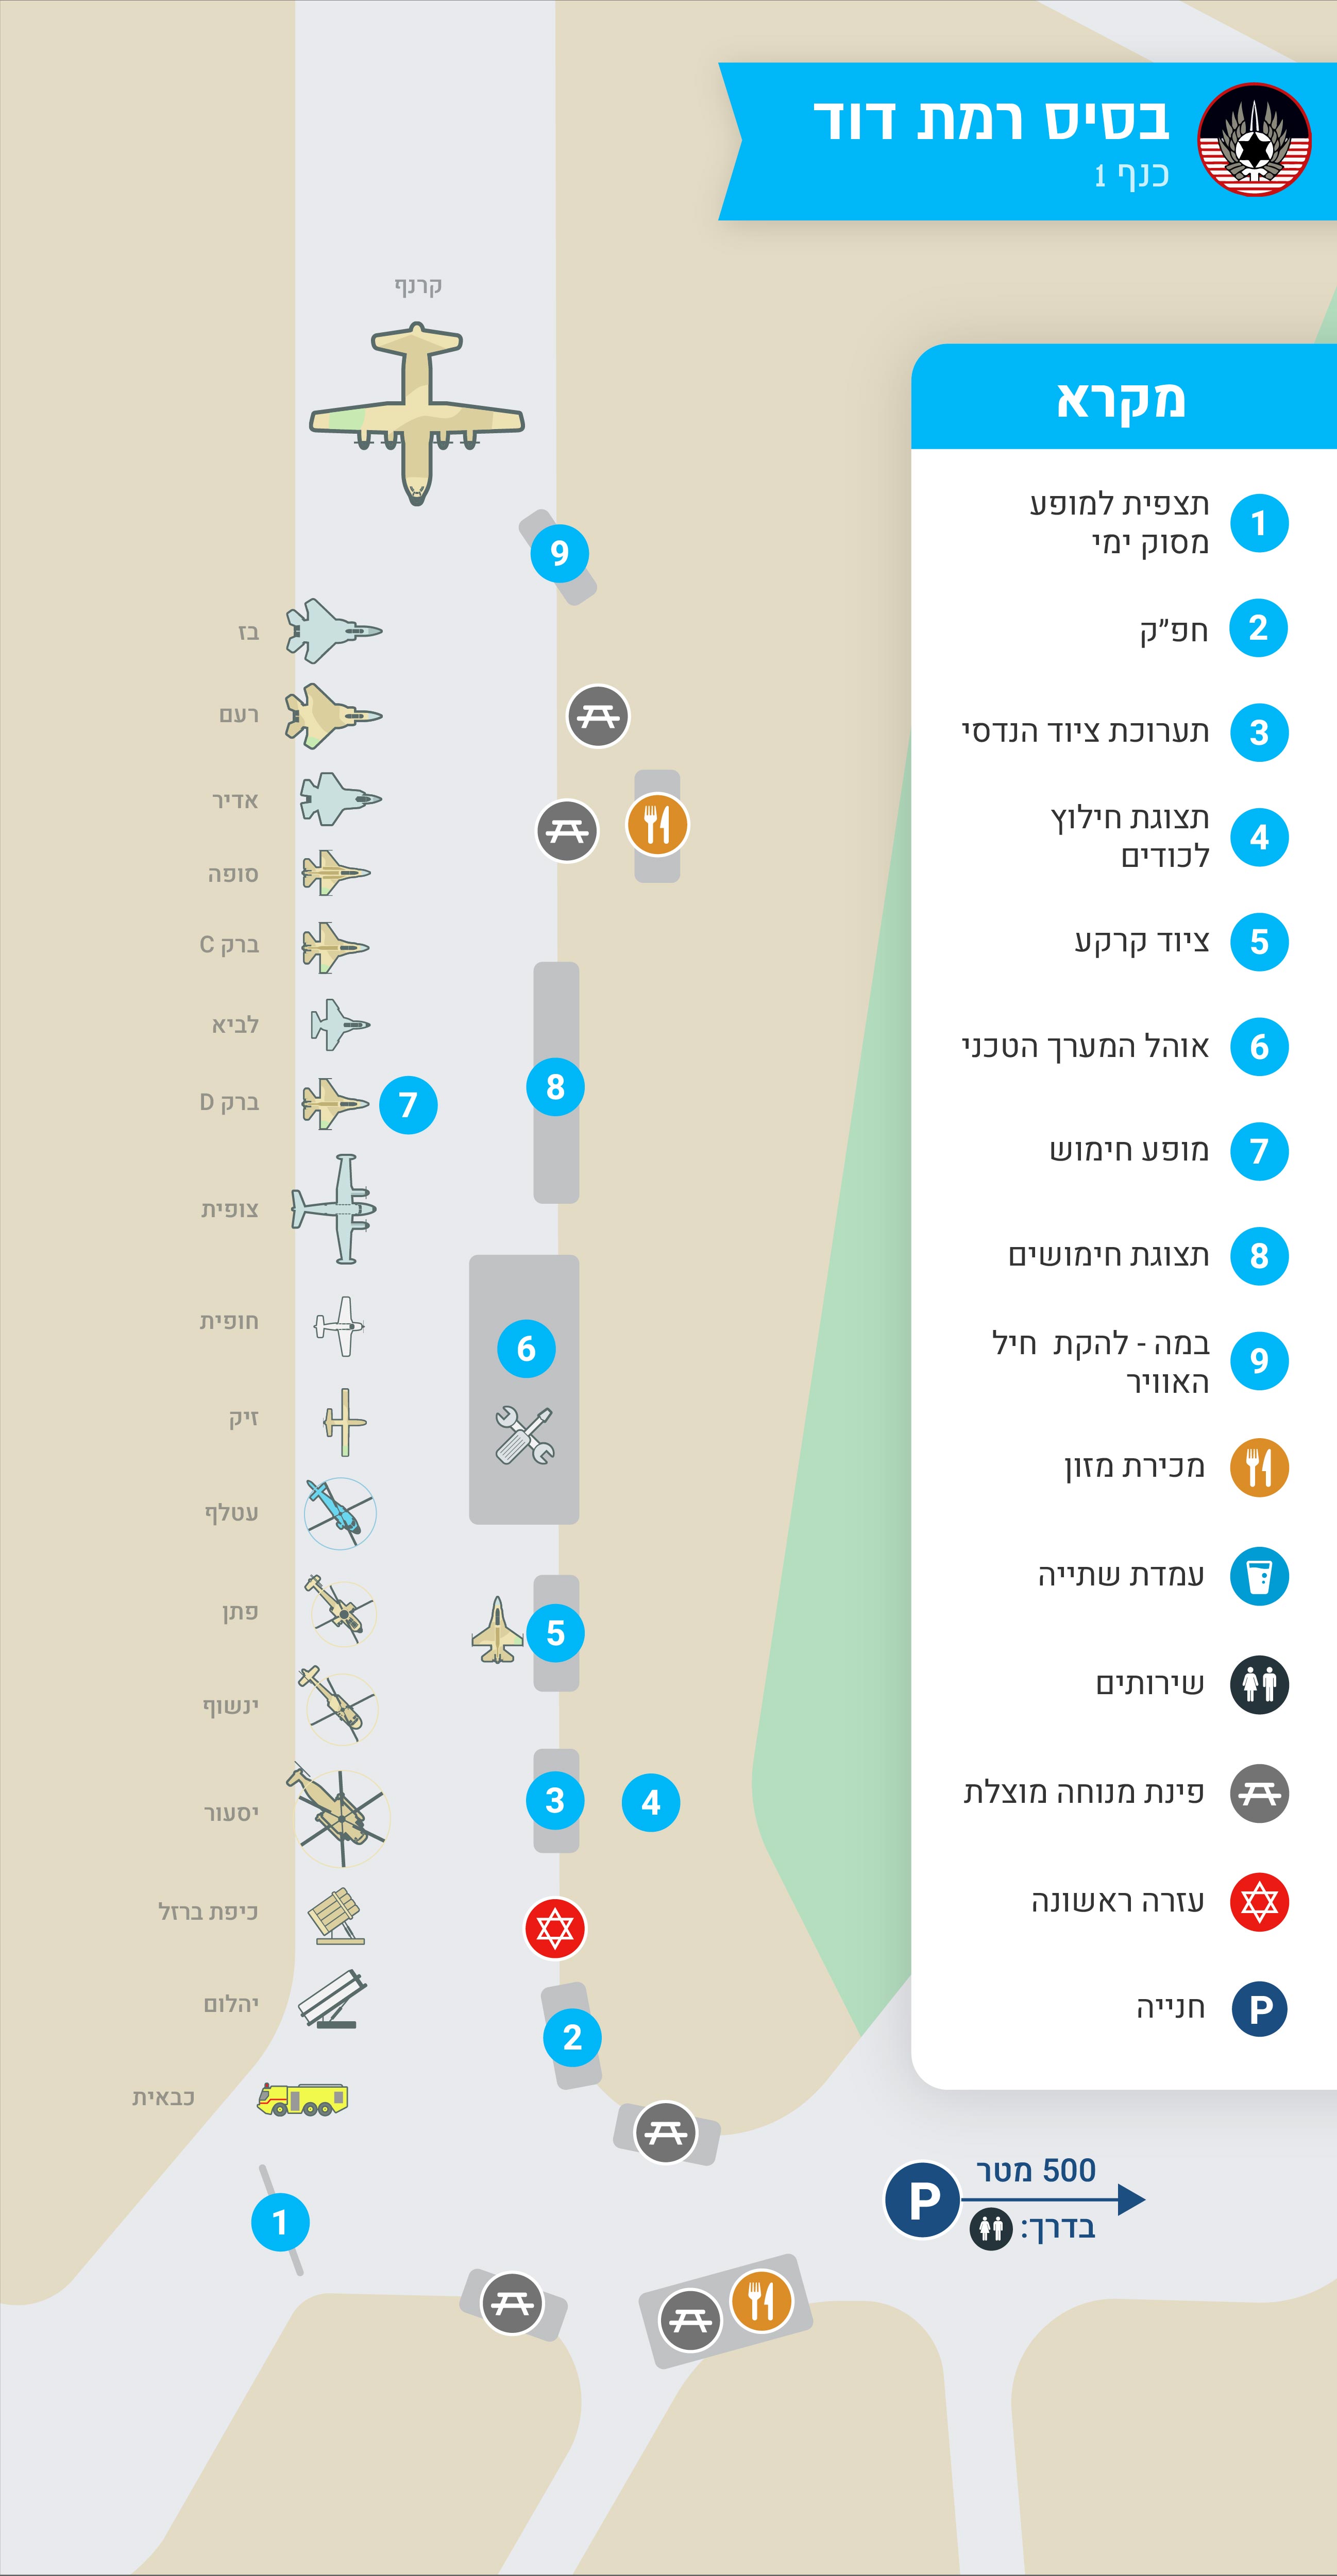 בסיס רמת דוד
כנף 1
מקרא
1 תצפית למופע
מסוק ימי
2 חפ״ק
3 תערוכת ציוד הנדסי
4 תצוגת חילוץ
לכודים
5 ציוד קרקע
6 אוהל המערך הטכני
7 מופע חימוש
8 תצוגת חימושים
9 במה - להקת חיל
האוויר
מכירת מזון
עמדת שתייה
שירותים
פינת מנוחה מוצלת
עזרה ראשונה
P חנייה
קרנף
9
בז
רעם
אדיר
סופה
ברק C
לביא
8
ברק D
7
צופית
חופית
6
זיק
עטלף
פתן
5
ינשוף
יסעור
3
4
כיפת ברזל
יהלום
2
כבאית
1
P
500 מטר
בדרך: